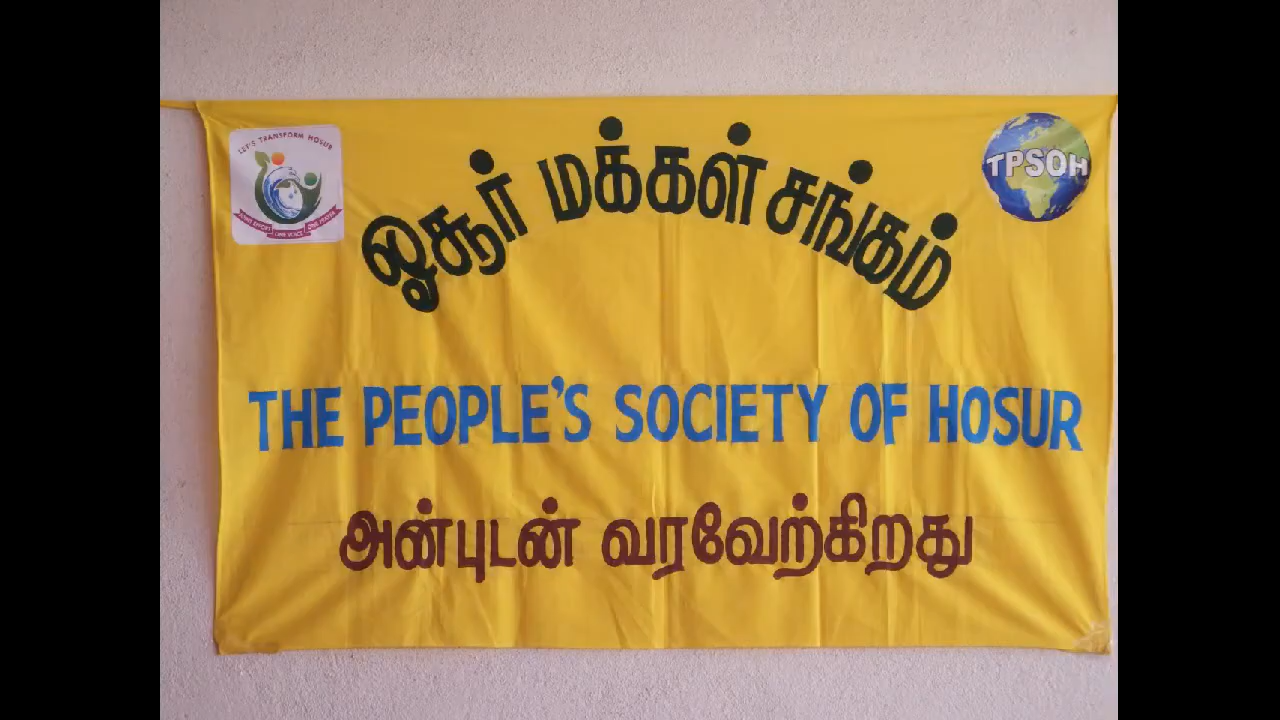 LET'S TRANSFORM HOSUR
TPSOH
ஓசூர் மக்கள் சங்கம்
THE PEOPLE'S SOCIETY OF HOSUR
அன்புடன் வரவேற்கிறது